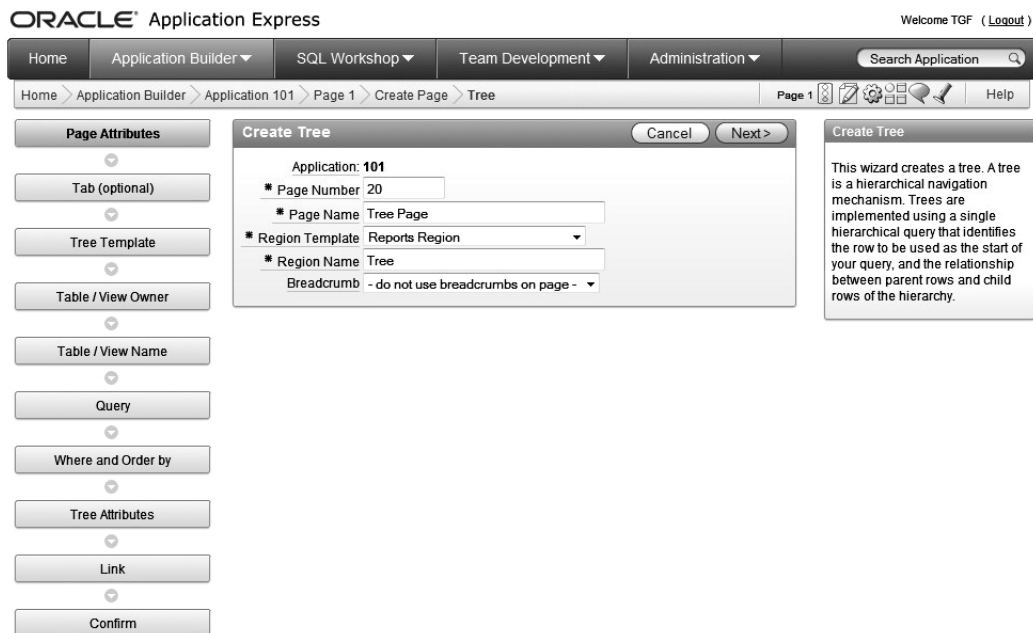 ORACLE® Application Express
Welcome TGF ( Logout )
Home Application Builder SQL Workshop Team Development Administration Search Application
Home Application Builder Application 101 Page 1 Create Page Tree Page 1 Help
Page Attributes
Tab (optional)
Tree Template
Table / View Owner
Table / View Name
Query
Where and Order by
Tree Attributes
Link
Confirm
Create Tree Cancel Next >
Application: 101
* Page Number 20
* Page Name Tree Page
* Region Template Reports Region
* Region Name Tree
Breadcrumb - do not use breadcrumbs on page -
Create Tree
This wizard creates a tree. A tree
is a hierarchical navigation
mechanism. Trees are
implemented using a single
hierarchical query that identifies
the row to be used as the start of
your query, and the relationship
between parent rows and child
rows of the hierarchy.